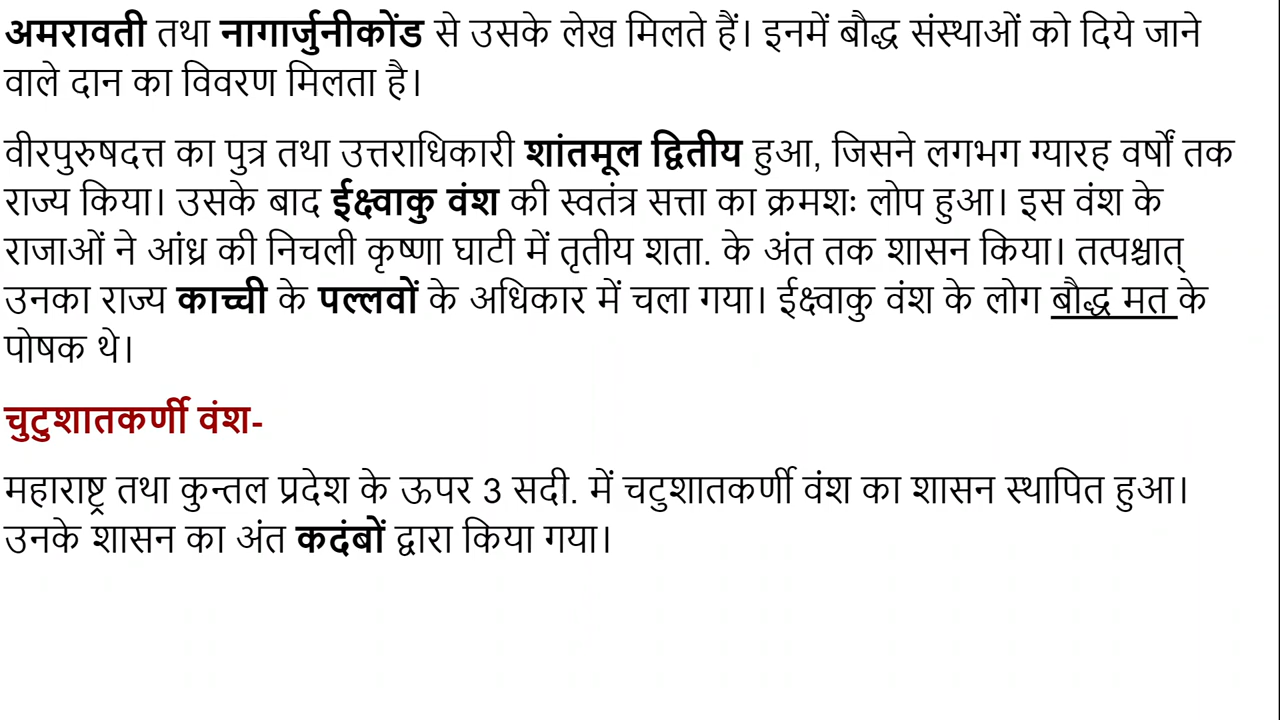 अमरावती तथा नागार्जुनीकोंड से उसके लेख मिलते हैं। इनमें बौद्ध संस्थाओं को दिये जाने
वाले दान का विवरण मिलता है।
वीरपुरुषदत्त का पुत्र तथा उत्तराधिकारी शांतमूल द्वितीय हुआ, जिसने लगभग ग्यारह वर्षों तक
राज्य किया। उसके बाद ईक्ष्वाकु वंश की स्वतंत्र सत्ता का क्रमशः लोप हुआ। इस वंश के
राजाओं ने आंध्र की निचली कृष्णा घाटी में तृतीय शता. के अंत तक शासन किया। तत्पश्चात्
उनका राज्य काच्ची के पल्लवों के अधिकार में चला गया। ईक्ष्वाकु वंश के लोग बौद्ध मत के
पोषक थे।
चुटुशातकर्णी वंश-
महाराष्ट्र तथा कुन्तल प्रदेश के ऊपर 3 सदी. में चटुशातकर्णी वंश का शासन स्थापित हुआ।
उनके शासन का अंत कदंबों द्वारा किया गया।